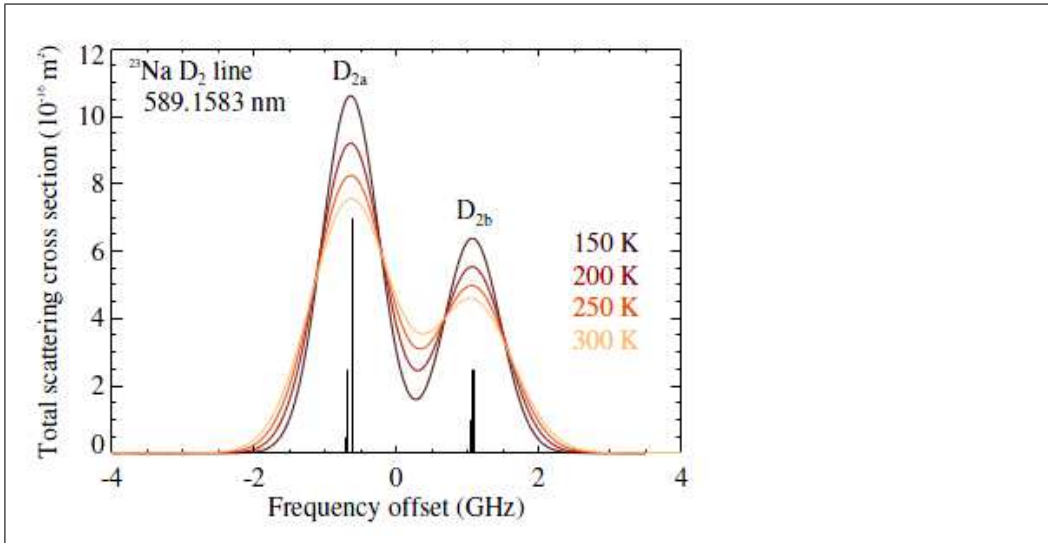 ²³Na D₂ line
589.1583 nm
D₂ₐ
D₂b
150 K
200 K
250 K
300 K
Total scattering cross section (10⁻¹⁶ m²)
12
10
8
6
4
2
0
-4
-2
0
2
4
Frequency offset (GHz)